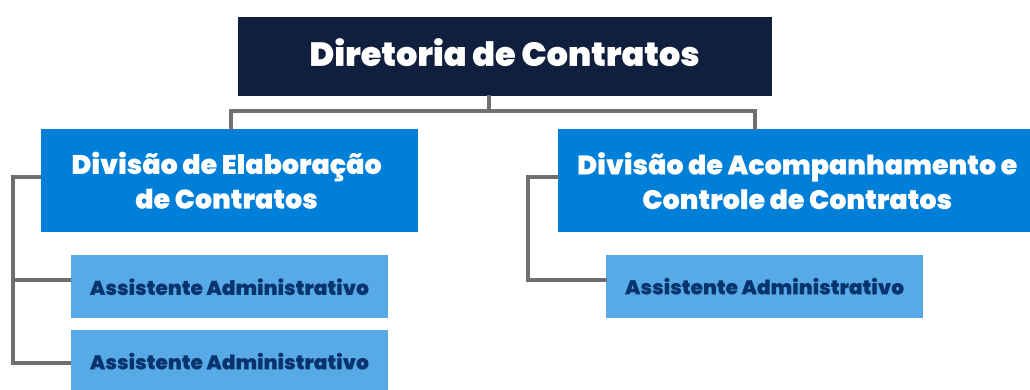 Diretoria de Contratos
Divisão de Elaboração
de Contratos
Divisão de Acompanhamento e
Controle de Contratos
Assistente Administrativo
Assistente Administrativo
Assistente Administrativo